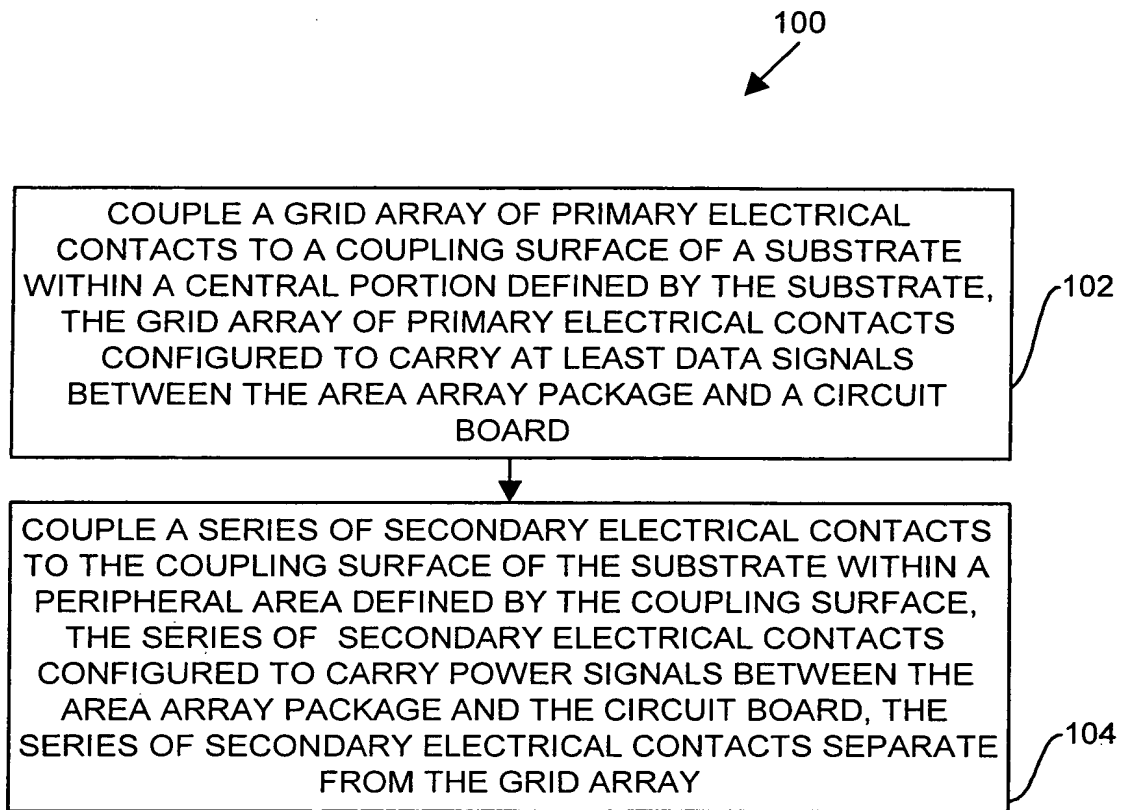 100
COUPLE A GRID ARRAY OF PRIMARY ELECTRICAL
CONTACTS TO A COUPLING SURFACE OF A SUBSTRATE
WITHIN A CENTRAL PORTION DEFINED BY THE SUBSTRATE,
THE GRID ARRAY OF PRIMARY ELECTRICAL CONTACTS
CONFIGURED TO CARRY AT LEAST DATA SIGNALS
BETWEEN THE AREA ARRAY PACKAGE AND A CIRCUIT
BOARD
102
COUPLE A SERIES OF SECONDARY ELECTRICAL CONTACTS
TO THE COUPLING SURFACE OF THE SUBSTRATE WITHIN A
PERIPHERAL AREA DEFINED BY THE COUPLING SURFACE,
THE SERIES OF SECONDARY ELECTRICAL CONTACTS
CONFIGURED TO CARRY POWER SIGNALS BETWEEN THE
AREA ARRAY PACKAGE AND THE CIRCUIT BOARD, THE
SERIES OF SECONDARY ELECTRICAL CONTACTS SEPARATE
FROM THE GRID ARRAY
104